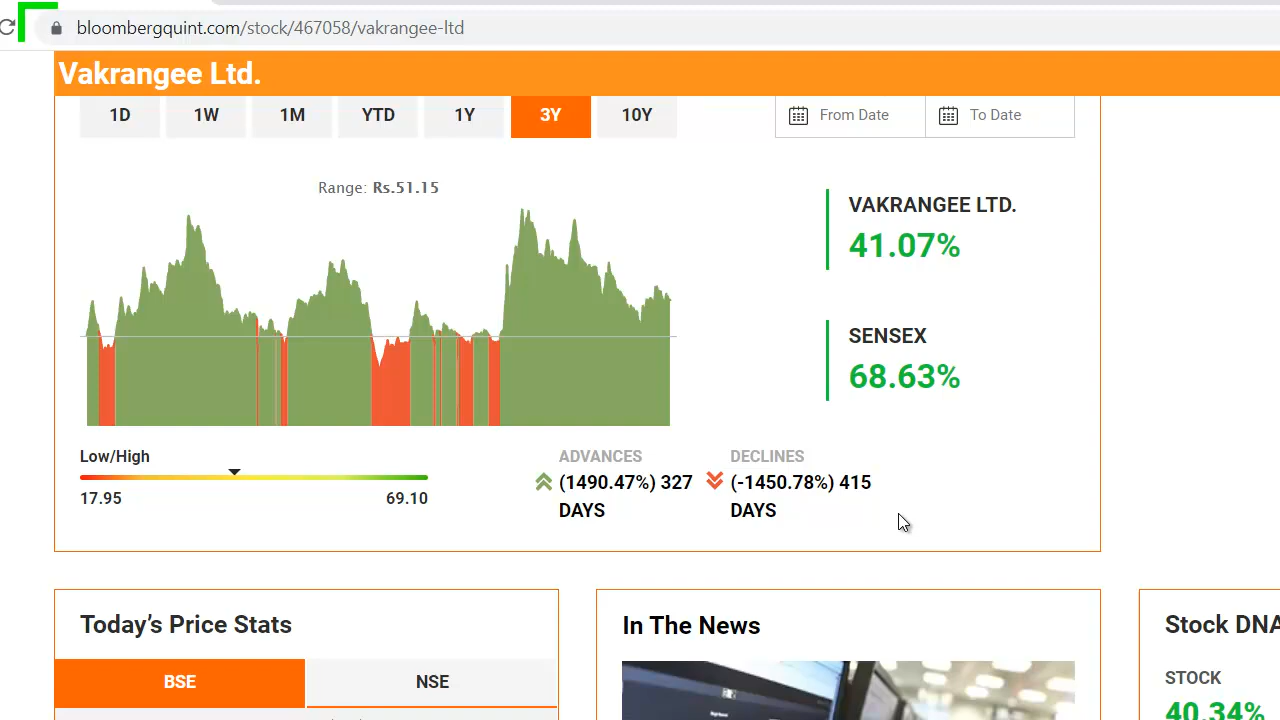 bloombergquint.com/stock/467058/vakrangee-ltd
Vakrangee Ltd.
1D 1W 1M YTD 1Y 3Y 10Y From Date To Date
Range: Rs.51.15
VAKRANGEE LTD.
41.07%
SENSEX
68.63%
Low/High
17.95 69.10
ADVANCES
(1490.47%) 327
DAYS
DECLINES
(-1450.78%) 415
DAYS
Today’s Price Stats
BSE NSE
In The News
Stock DNA
STOCK
40.34%